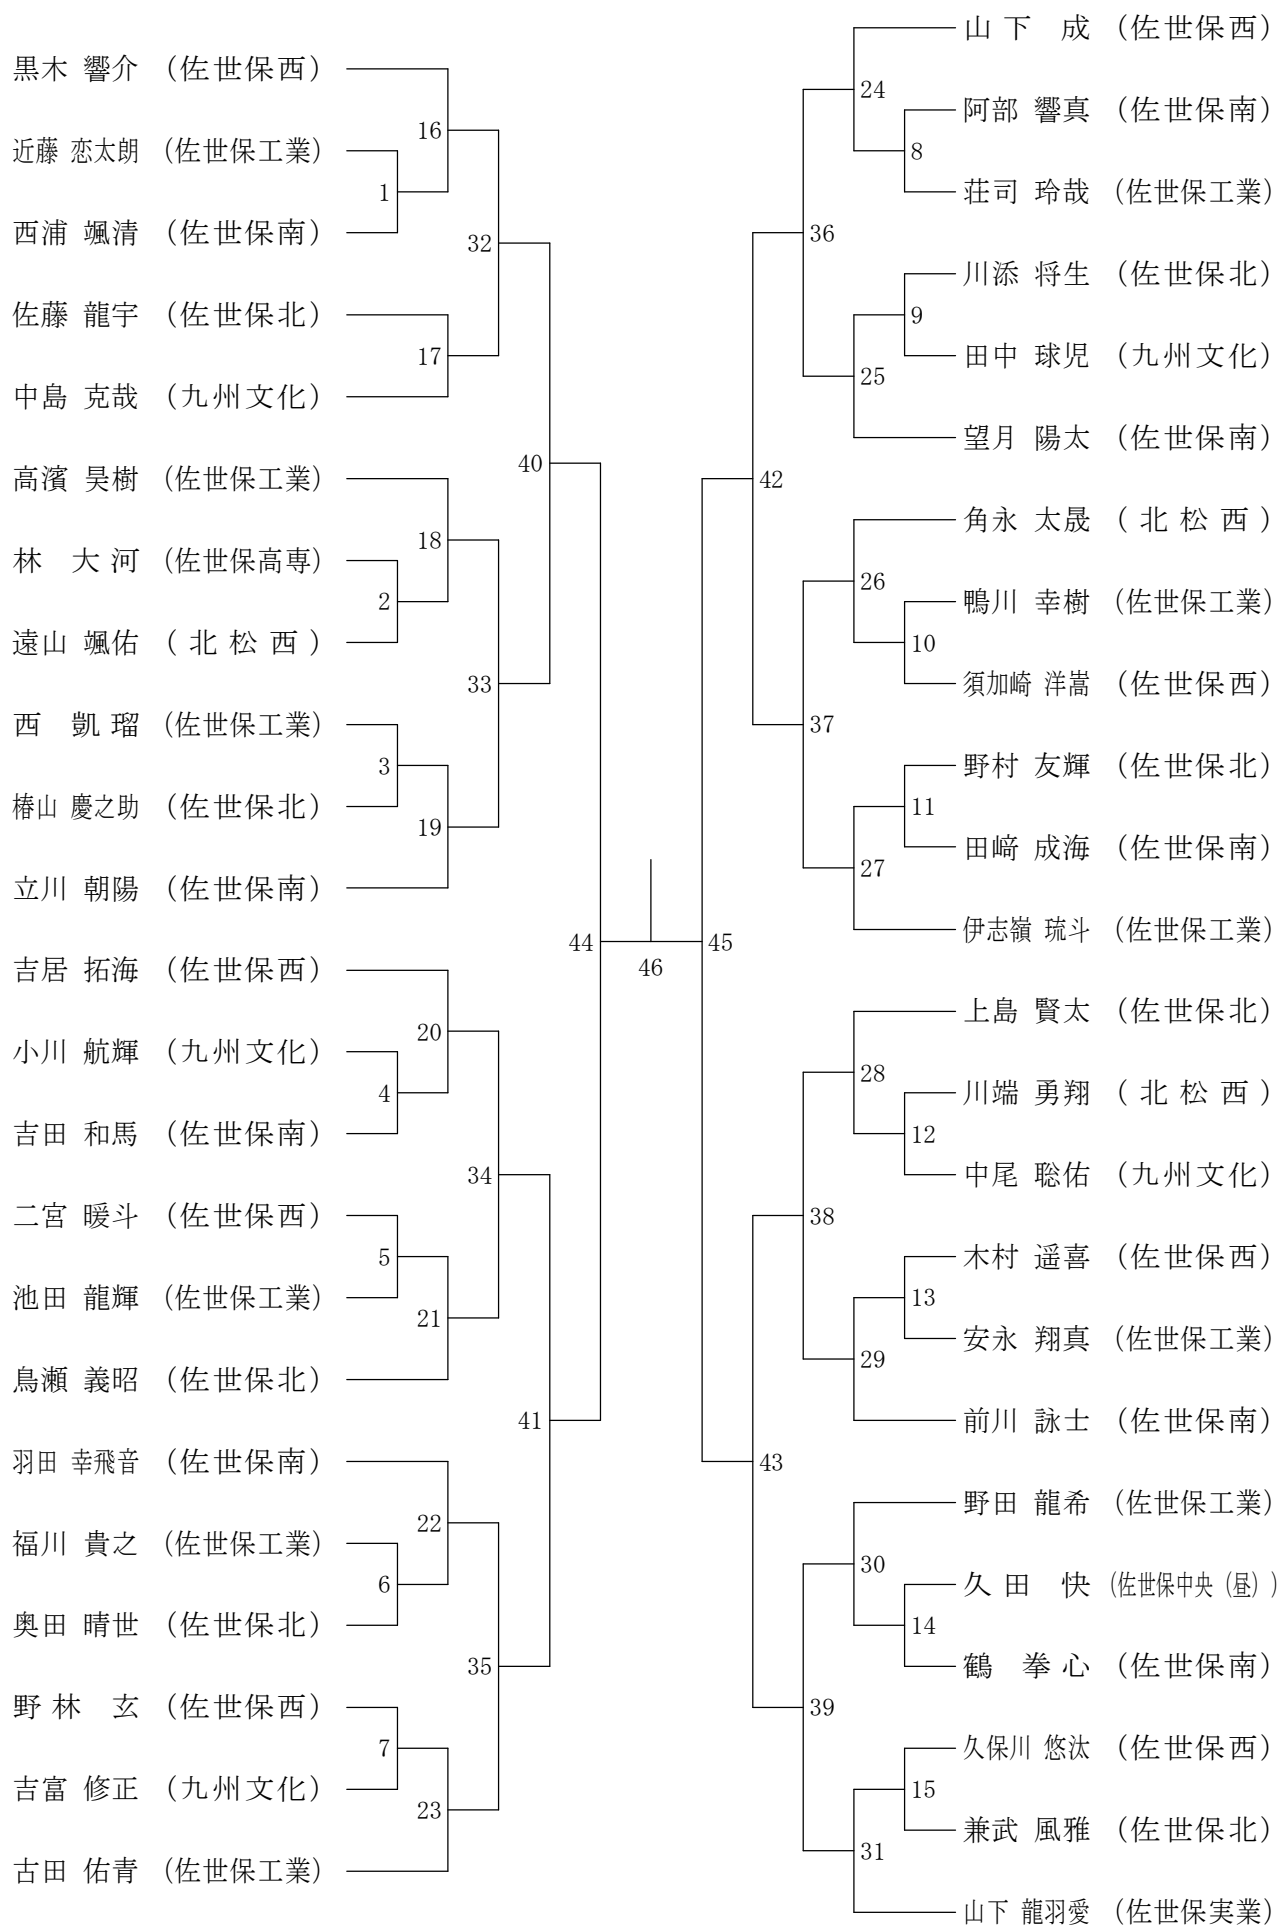 黒木 響介 (佐世保西)
近藤 恋太朗 (佐世保工業)
西浦 颯清 (佐世保南)
佐藤 龍宇 (佐世保北)
中島 克哉 (九州文化)
高濱 昊樹 (佐世保工業)
林 大河 (佐世保高専)
遠山 颯佑 (北松西)
西 凱瑠 (佐世保工業)
椿山 慶之助 (佐世保北)
立川 朝陽 (佐世保南)
吉居 拓海 (佐世保西)
小川 航輝 (九州文化)
吉田 和馬 (佐世保南)
二宮 暖斗 (佐世保西)
池田 龍輝 (佐世保工業)
鳥瀬 義昭 (佐世保北)
羽田 幸飛音 (佐世保南)
福川 貴之 (佐世保工業)
奥田 晴世 (佐世保北)
野林 玄 (佐世保西)
吉富 修正 (九州文化)
古田 佑青 (佐世保工業)
1
2
3
4
5
6
7
16
17
18
19
20
21
22
23
32
33
34
35
40
41
44
46
45
42
43
36
37
38
39
24
25
26
27
28
29
30
31
8
9
10
11
12
13
14
15
山下 成 (佐世保西)
阿部 響真 (佐世保南)
荘司 玲哉 (佐世保工業)
川添 将生 (佐世保北)
田中 球児 (九州文化)
望月 陽太 (佐世保南)
角永 太晟 (北松西)
鴨川 幸樹 (佐世保工業)
須加崎 洋嵩 (佐世保西)
野村 友輝 (佐世保北)
田﨑 成海 (佐世保南)
伊志嶺 琉斗 (佐世保工業)
上島 賢太 (佐世保北)
川端 勇翔 (北松西)
中尾 聡佑 (九州文化)
木村 遥喜 (佐世保西)
安永 翔真 (佐世保工業)
前川 詠士 (佐世保南)
野田 龍希 (佐世保工業)
久田 快 (佐世保中央(昼))
鶴 拳心 (佐世保南)
久保川 悠汰 (佐世保西)
兼武 風雅 (佐世保北)
山下 龍羽愛 (佐世保実業)